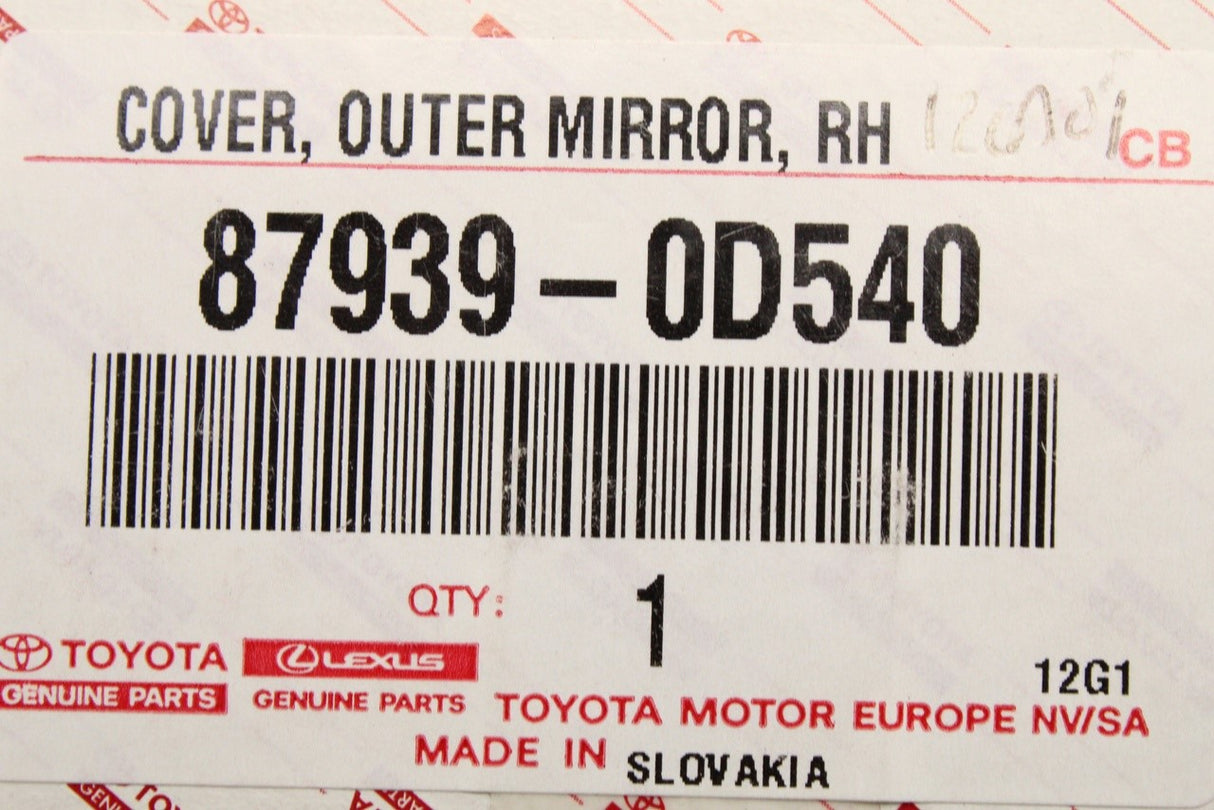 COVER, OUTER MIRROR, RH
CB
87939-0D540
QTY: 1
TOYOTA
GENUINE PARTS
LEXUS
GENUINE PARTS
12G1
TOYOTA MOTOR EUROPE NV/SA
MADE IN SLOVAKIA